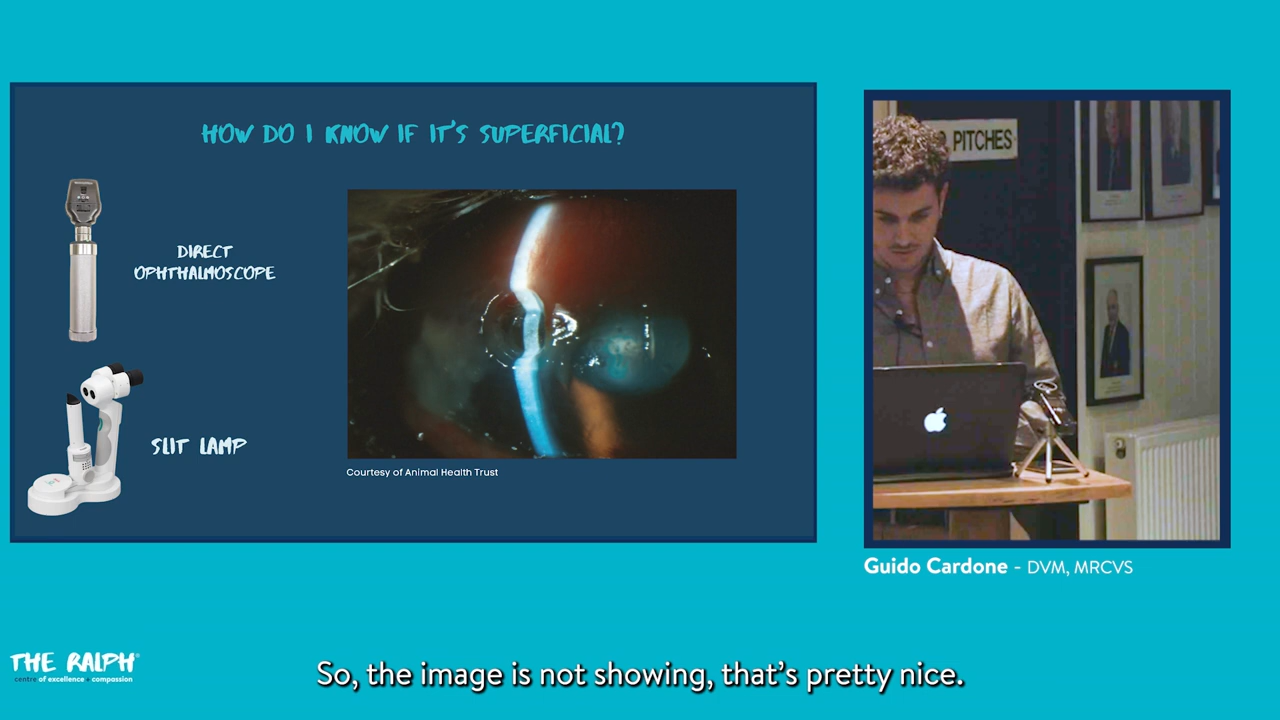 HOW DO I KNOW IF IT'S SUPERFICIAL?
DIRECT
OPHTHALMOSCOPE
SLIT LAMP
Courtesy of Animal Health Trust
PITCHES
Guido Cardone - DVM, MRCVS
THE RALPH®
centre of excellence + compassion
So, the image is not showing, that's pretty nice.